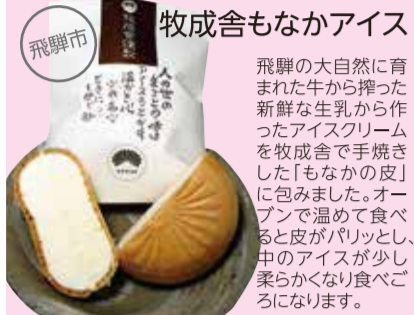 飛騨市
牧成舎もなかアイス
飛騨の大自然に育
まれた牛から搾った
新鮮な生乳から作
ったアイスクリーム
を牧成舎で手焼き
した「もなかの皮」
に包みました。オー
ブンで温めて食べ
ると皮がパリッとし、
中のアイスが少し
柔らかくなり食べご
ろになります。